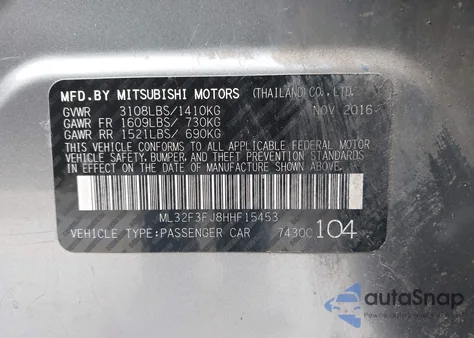 MFD.BY MITSUBISHI MOTORS (THAILAND) CO., LTD.
GVWR 3108LBS/1410KG NOV 2016
GAWR FR 1609LBS/ 730KG
GAWR RR 1521LBS/ 690KG
THIS VEHICLE CONFORMS TO ALL APPLICABLE FEDERAL MOTOR
VEHICLE SAFETY, BUMPER, AND THEFT PREVENTION STANDARDS
IN EFFECT ON THE DATE OF MANUFACTURE SHOWN ABOVE.
ML32F3FJ8HHF15453
VEHICLE TYPE:PASSENGER CAR 7430C 104
autoSnap